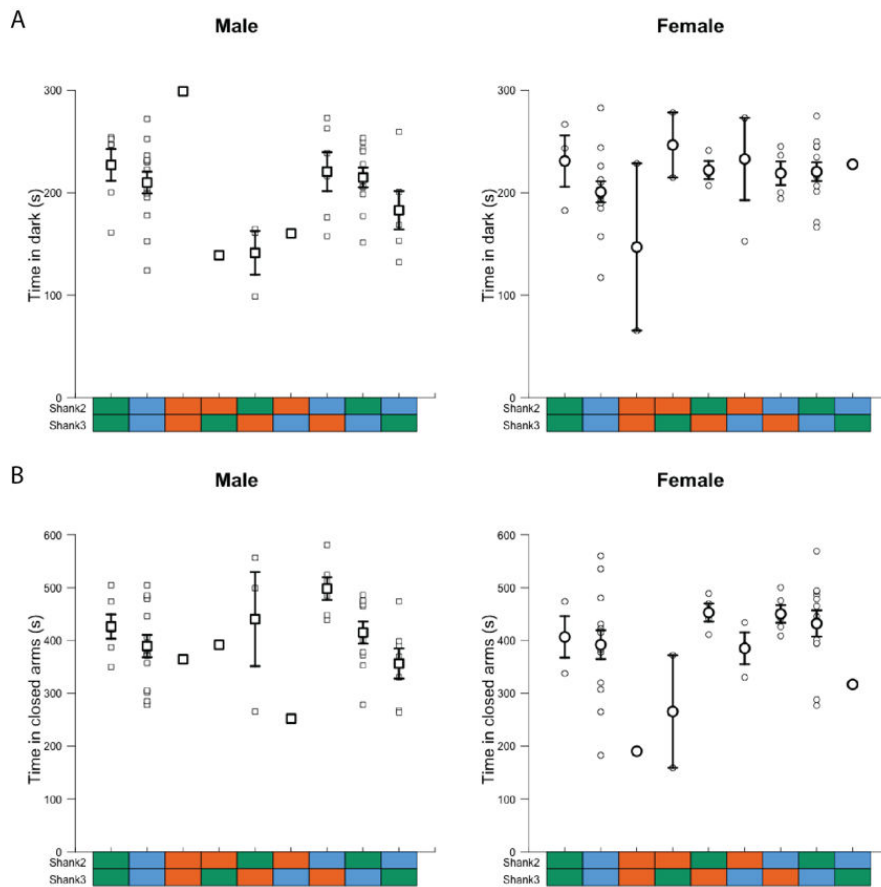 A
Male
Female
Time in dark (s)
300
200
100
0
Shank2
Shank3
Time in dark (s)
300
200
100
0
Shank2
Shank3
B
Male
Female
Time in closed arms (s)
600
500
400
300
200
100
0
Shank2
Shank3
Time in closed arms (s)
600
500
400
300
200
100
0
Shank2
Shank3